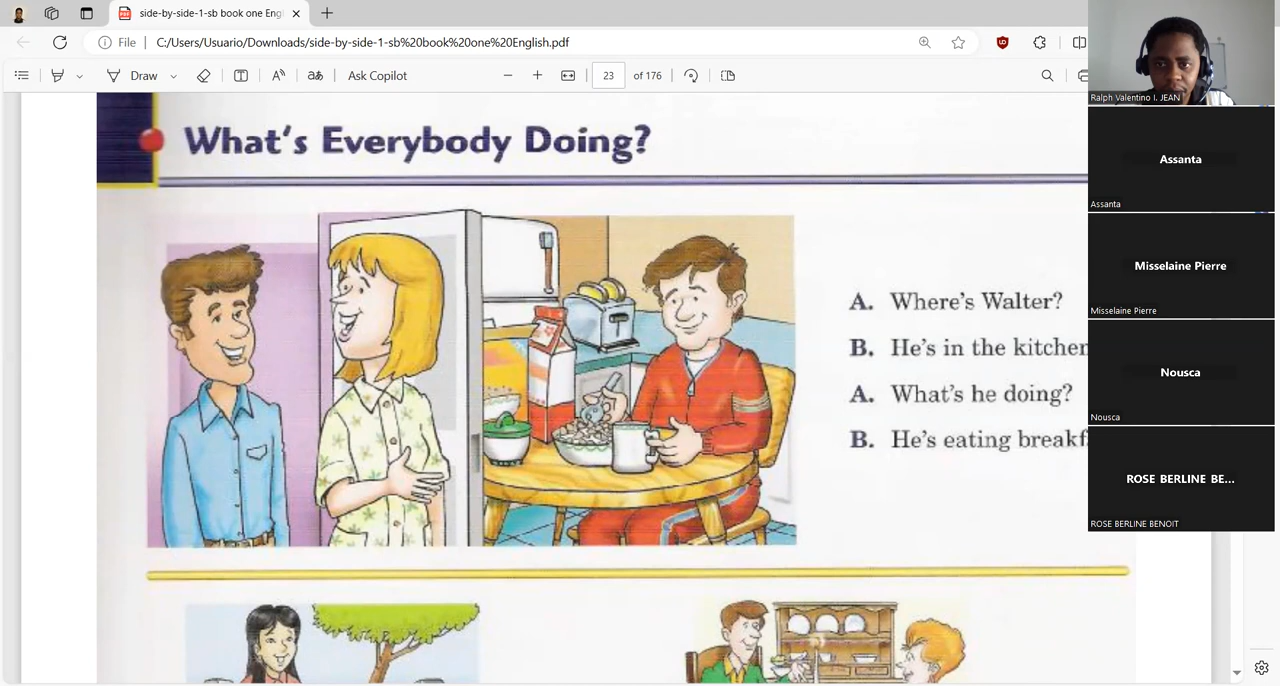 side-by-side-1-sb book one Engl
File
C:/Users/Usuario/Downloads/side-by-side-1-sb%20book%20one%20English.pdf
Draw
Ask Copilot
23
of 176
What's Everybody Doing?
A. Where's Walter?
B. He's in the kitchen
A. What's he doing?
B. He's eating breakf
Ralph Valentino I. JEAN
Assanta
Assanta
Misselaine Pierre
Misselaine Pierre
Nousca
Nousca
ROSE BERLINE BE...
ROSE BERLINE BENOIT